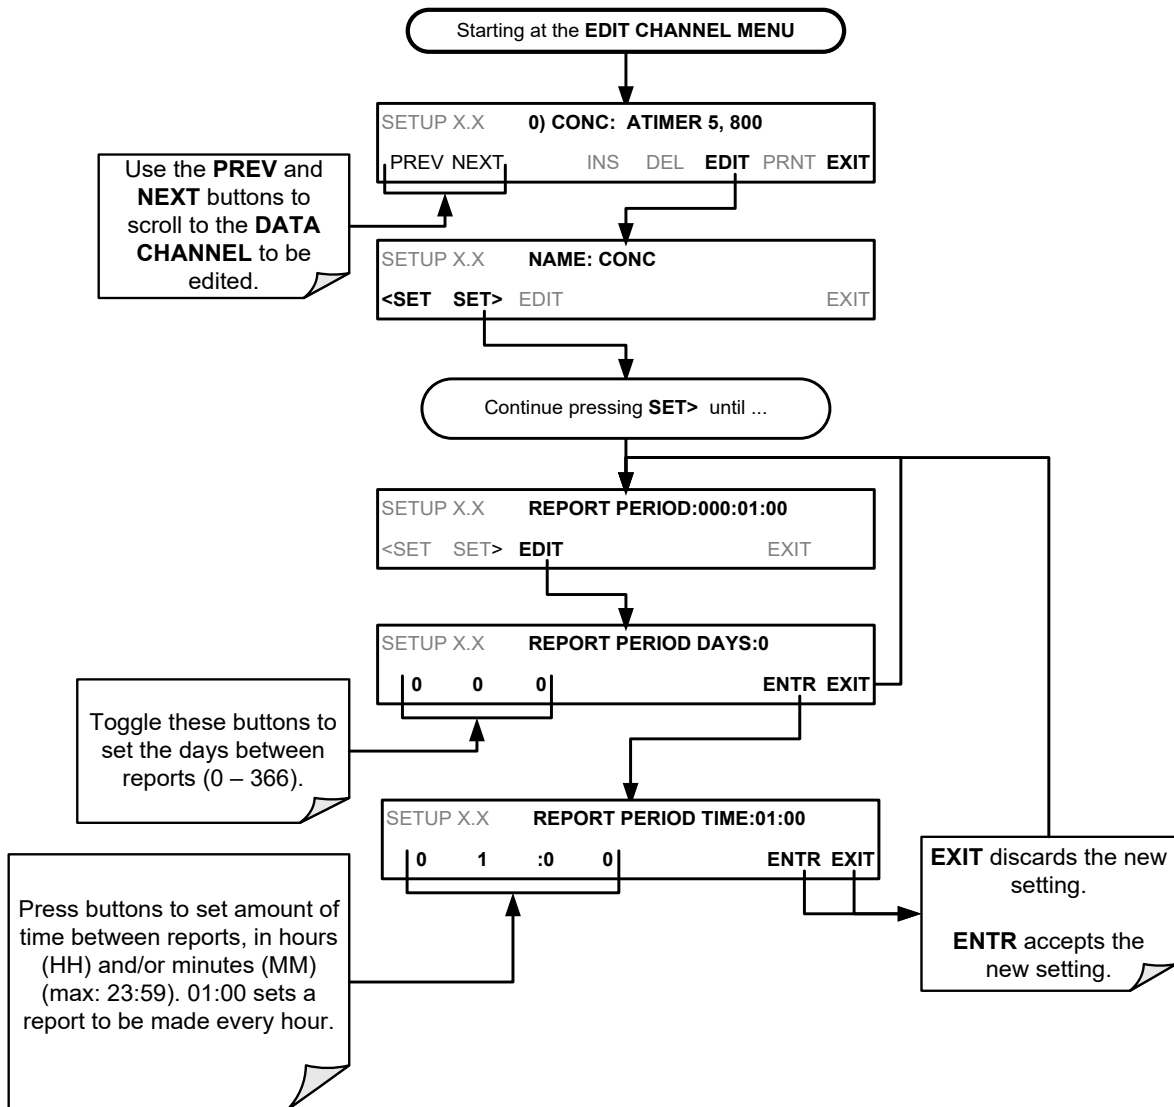 Starting at the EDIT CHANNEL MENU
SETUP X.X 0) CONC: ATIMER 5, 800
PREV NEXT INS DEL EDIT PRNT EXIT
Use the PREV and
NEXT buttons to
scroll to the DATA
CHANNEL to be
edited.
SETUP X.X NAME: CONC
<SET SET> EDIT EXIT
Continue pressing SET> until ...
SETUP X.X REPORT PERIOD:000:01:00
<SET SET> EDIT EXIT
SETUP X.X REPORT PERIOD DAYS:0
0 0 0 ENTR EXIT
Toggle these buttons to
set the days between
reports (0 – 366).
SETUP X.X REPORT PERIOD TIME:01:00
0 1 :0 0 ENTR EXIT
Press buttons to set amount of
time between reports, in hours
(HH) and/or minutes (MM)
(max: 23:59). 01:00 sets a
report to be made every hour.
EXIT discards the new
setting.
ENTR accepts the
new setting.